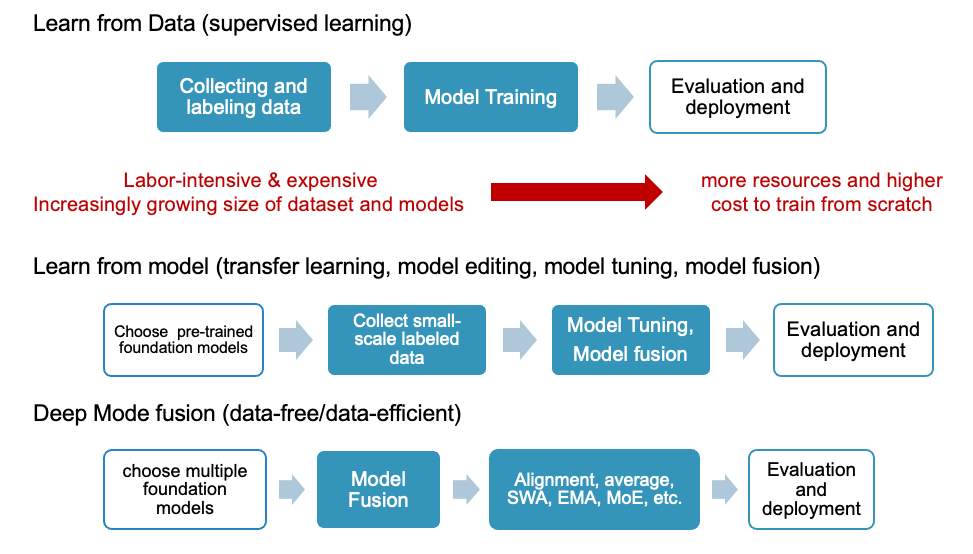 Learn from Data (supervised learning)
Collecting and
labeling data
Model Training
Evaluation and
deployment
Labor-intensive & expensive
Increasingly growing size of dataset and models
more resources and higher
cost to train from scratch
Learn from model (transfer learning, model editing, model tuning, model fusion)
Choose pre-trained
foundation models
Collect small-
scale labeled
data
Model Tuning,
Model fusion
Evaluation and
deployment
Deep Mode fusion (data-free/data-efficient)
choose multiple
foundation
models
Model
Fusion
Alignment, average,
SWA, EMA, MoE, etc.
Evaluation
and
deployment